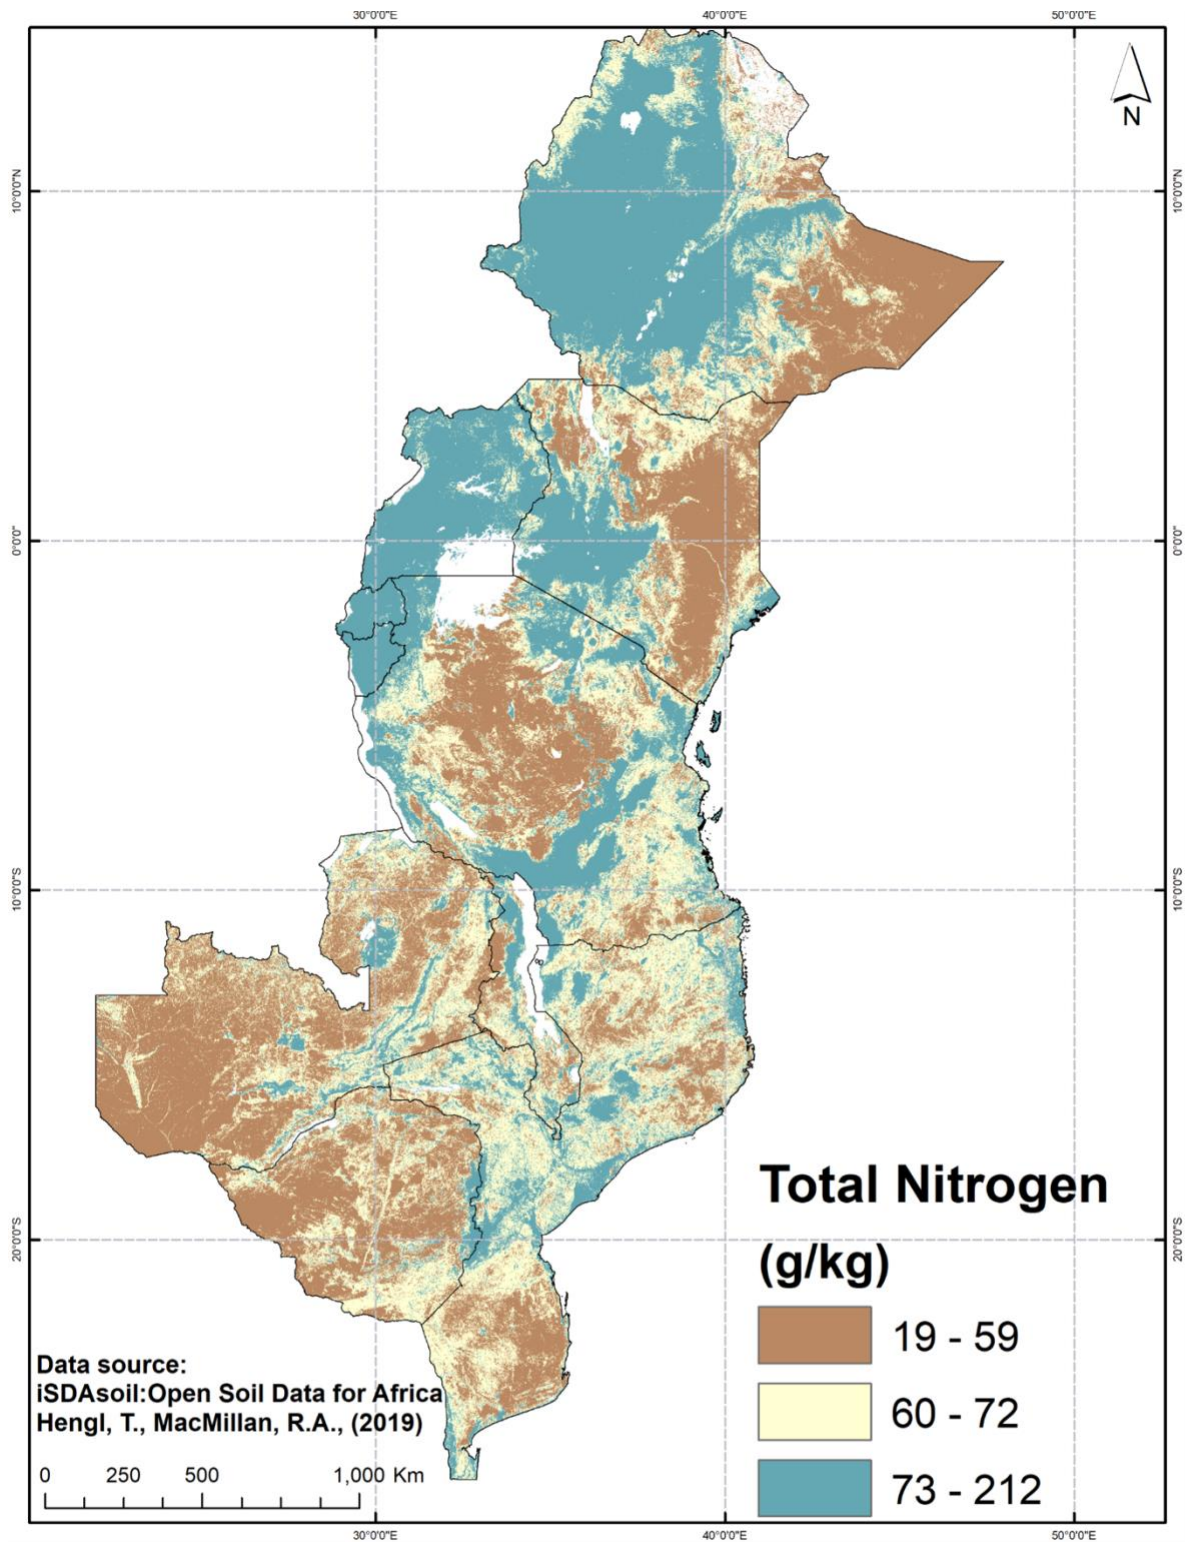 30°0'0"E 40°0'0"E 50°0'0"E
N
10°0'0"N 10°0'0"N
0°0'0" 0°0'0"
10°0'0"S 10°0'0"S
20°0'0"S 20°0'0"S
Total Nitrogen
(g/kg)
19 - 59
60 - 72
73 - 212
Data source:
iSDAsoil:Open Soil Data for Africa
Hengl, T., MacMillan, R.A., (2019)
0 250 500 1,000 Km
30°0'0"E 40°0'0"E 50°0'0"E